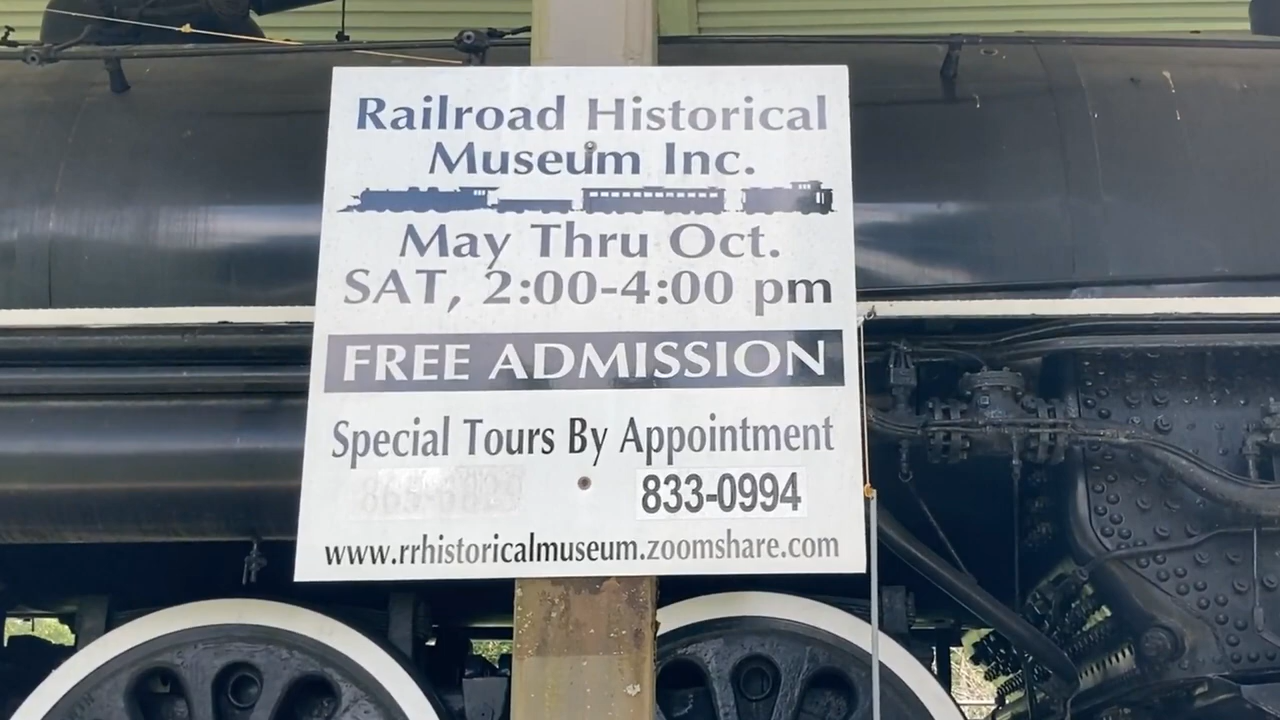 Railroad Historical
Museum Inc.
May Thru Oct.
SAT, 2:00-4:00 pm
FREE ADMISSION
Special Tours By Appointment
833-0994
www.rrhistoricalmuseum.zoomshare.com